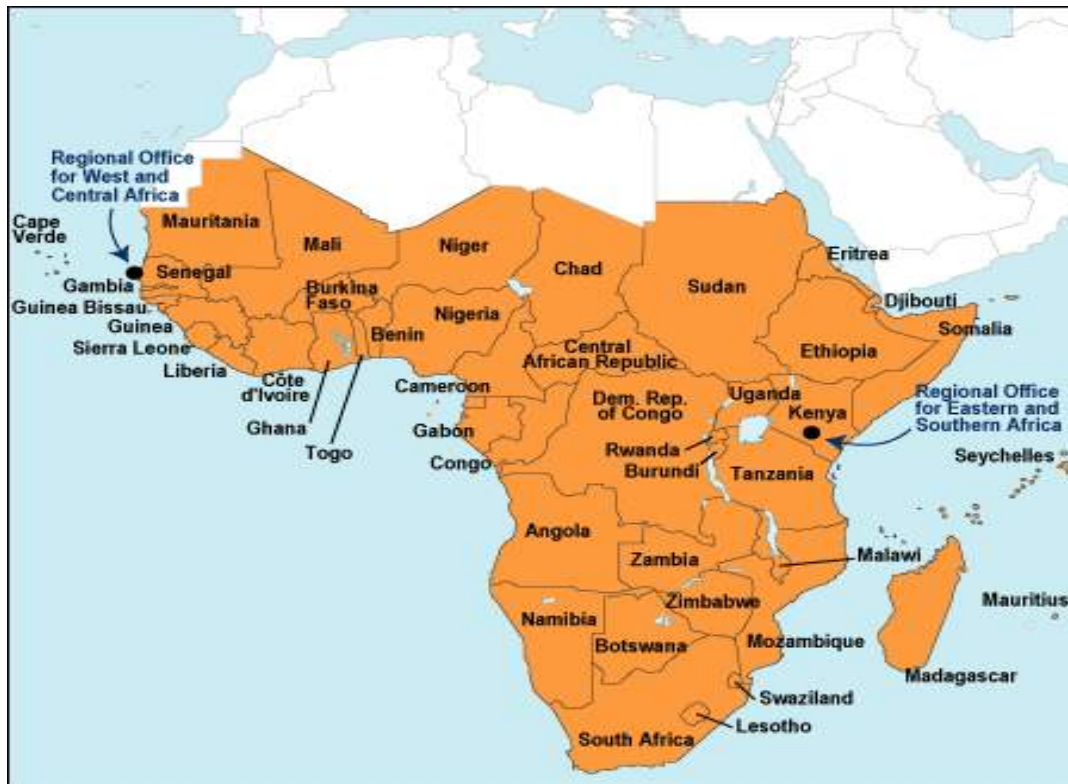 Regional Office
for West and
Central Africa
Cape
Verde
Mauritania
Mali
Niger
Chad
Sudan
Eritrea
Senegal
Gambia
Guinea Bissau
Guinea
Sierra Leone
Liberia
Côte
d'Ivoire
Ghana
Togo
Burkina
Faso
Benin
Nigeria
Cameroon
Central
African Republic
Djibouti
Somalia
Ethiopia
Uganda
Kenya
Regional Office
for Eastern and
Southern Africa
Dem. Rep.
of Congo
Gabon
Congo
Rwanda
Burundi
Tanzania
Seychelles
Angola
Zambia
Malawi
Zimbabwe
Mauritius
Namibia
Botswana
Mozambique
Madagascar
Swaziland
Lesotho
South Africa